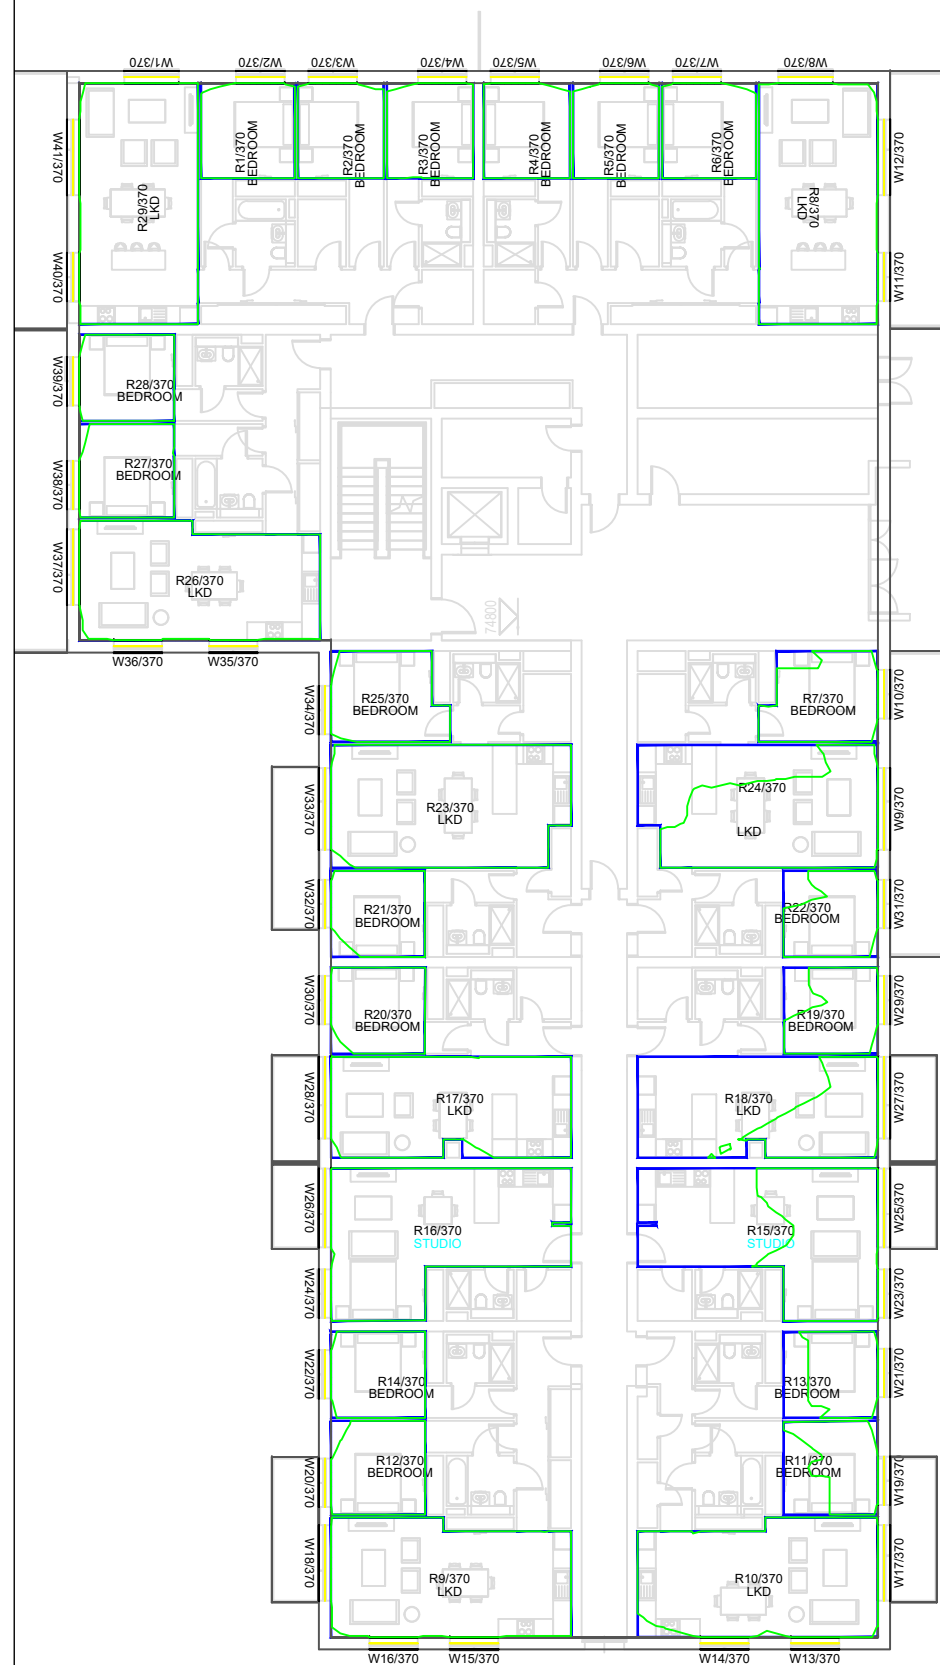 W1/370
W2/370
W3/370
W4/370
W5/370
W6/370
W7/370
W8/370
W41/370
W12/370
R1/370
BEDROOM
R2/370
BEDROOM
R3/370
BEDROOM
R4/370
BEDROOM
R5/370
BEDROOM
R6/370
BEDROOM
R29/370
LKD
R8/370
LKD
W40/370
W11/370
W39/370
R28/370
BEDROOM
W38/370
R27/370
BEDROOM
W37/370
R26/370
LKD
74800
W36/370
W35/370
W34/370
R25/370
BEDROOM
R7/370
BEDROOM
W10/370
W33/370
R23/370
LKD
R24/370
LKD
W9/370
W32/370
R21/370
BEDROOM
R22/370
BEDROOM
W31/370
W30/370
R20/370
BEDROOM
R19/370
BEDROOM
W29/370
W28/370
R17/370
LKD
R18/370
LKD
W27/370
W26/370
R16/370
STUDIO
R15/370
STUDIO
W25/370
W24/370
W23/370
W22/370
R14/370
BEDROOM
R13/370
BEDROOM
W21/370
W20/370
R12/370
BEDROOM
R11/370
BEDROOM
W19/370
W18/370
R9/370
LKD
R10/370
LKD
W17/370
W16/370
W15/370
W14/370
W13/370